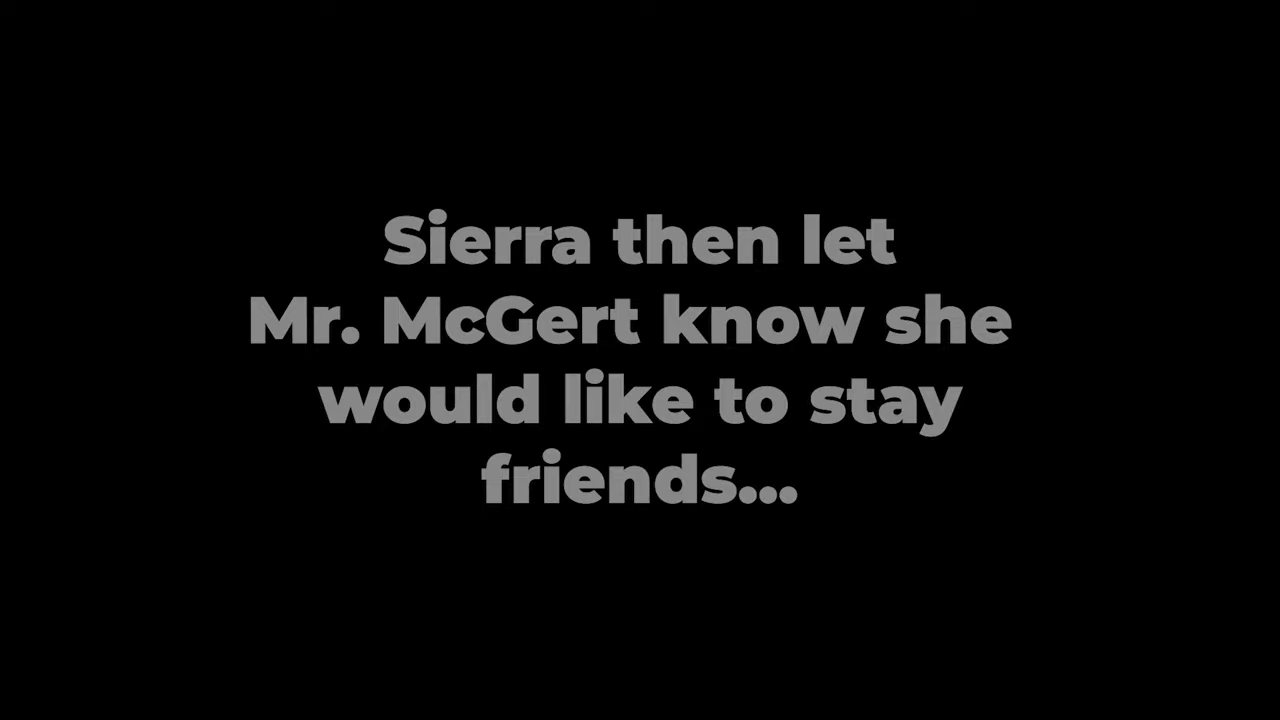 Sierra then let
Mr. McGert know she
would like to stay
friends...